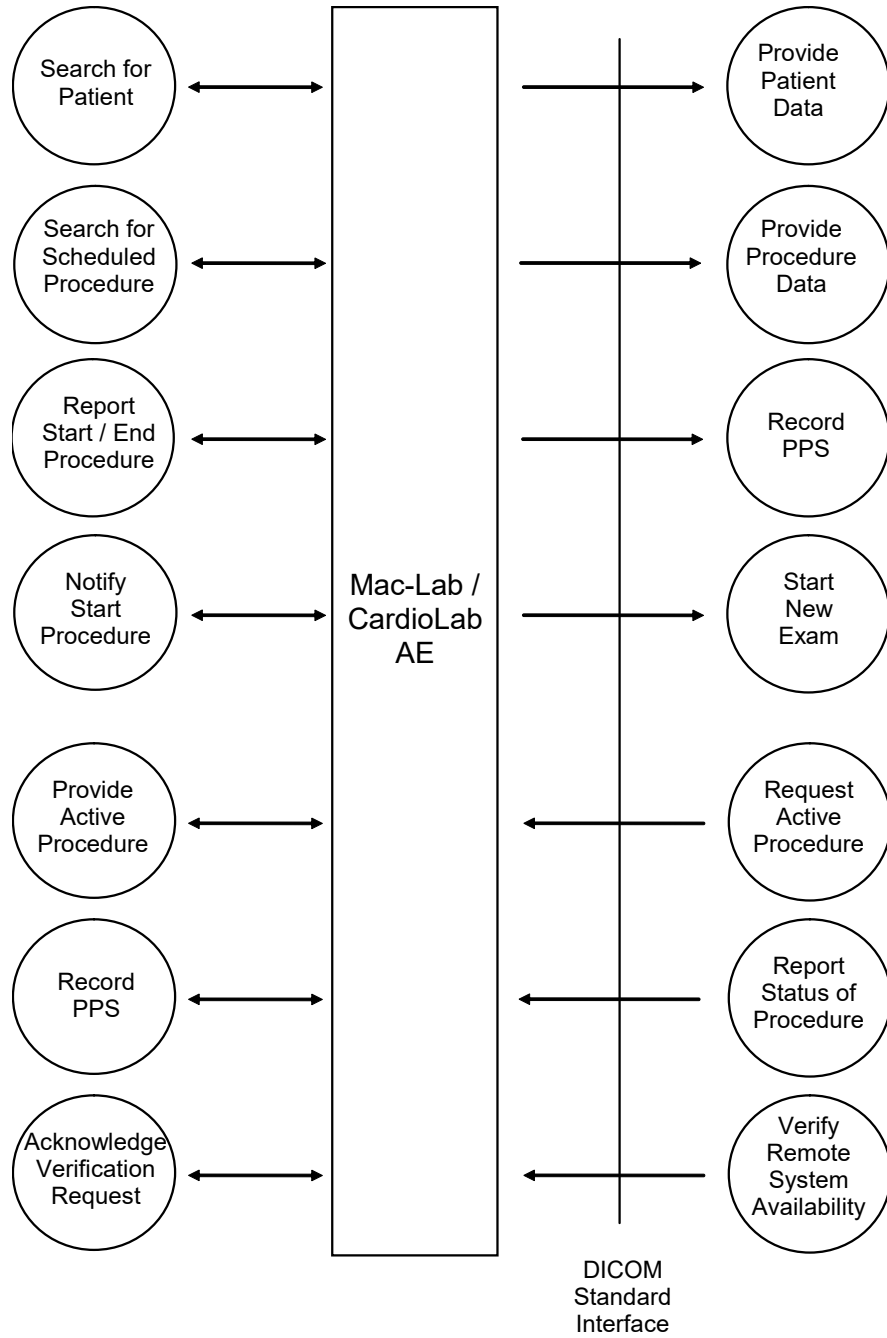 Search for
Patient
Provide
Patient
Data
Search for
Scheduled
Procedure
Provide
Procedure
Data
Report
Start / End
Procedure
Record
PPS
Notify
Start
Procedure
Mac-Lab /
CardioLab
AE
Start
New
Exam
Provide
Active
Procedure
Request
Active
Procedure
Record
PPS
Report
Status of
Procedure
Acknowledge
Verification
Request
Verify
Remote
System
Availability
DICOM
Standard
Interface